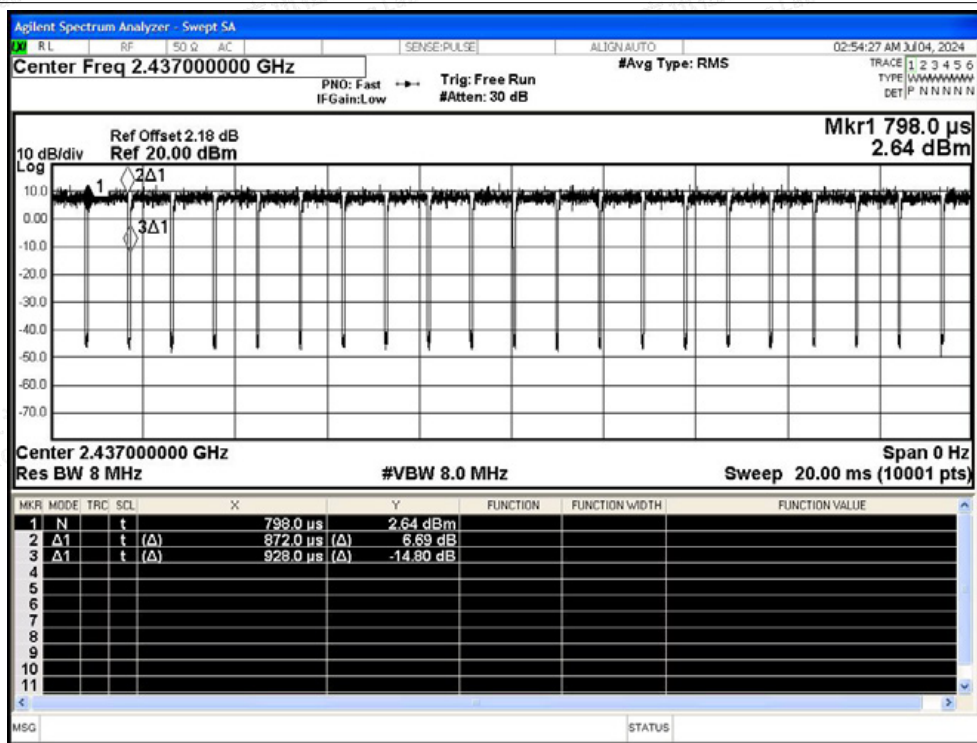 Agilent Spectrum Analyzer - Swept SA
RL RF 50 Ω AC SENSE:PULSE ALIGN AUTO 02:54:27 AM Jul 04, 2024
Center Freq 2.437000000 GHz #Avg Type: RMS TRACE 1 2 3 4 5 6
PNO: Fast Trig: Free Run TYPE WWWWWW
IFGain:Low #Atten: 30 dB DET P N N N N N
Ref Offset 2.18 dB Mkr1 798.0 µs
10 dB/div Ref 20.00 dBm 2.64 dBm
Log
1 2Δ1
10.0
3Δ1
0.00
-10.0
-20.0
-30.0
-40.0
-50.0
-60.0
-70.0
Center 2.437000000 GHz Span 0 Hz
Res BW 8 MHz #VBW 8.0 MHz Sweep 20.00 ms (10001 pts)
MKR MODE TRC SCL X Y FUNCTION FUNCTION WIDTH FUNCTION VALUE
1 N t 798.0 µs 2.64 dBm
2 Δ1 t (Δ) 872.0 µs (Δ) 6.69 dB
3 Δ1 t (Δ) 928.0 µs (Δ) -14.80 dB
4
5
6
7
8
9
10
11
MSG STATUS